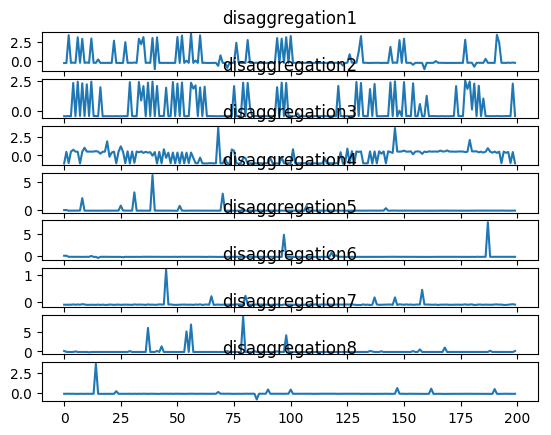 disaggregation1
2.5
0.0
disaggregation2
2.5
0.0
disaggregation3
2.5
0.0
disaggregation4
5
0
disaggregation5
5
0
disaggregation6
1
0
disaggregation7
5
0
disaggregation8
2.5
0.0
0 25 50 75 100 125 150 175 200